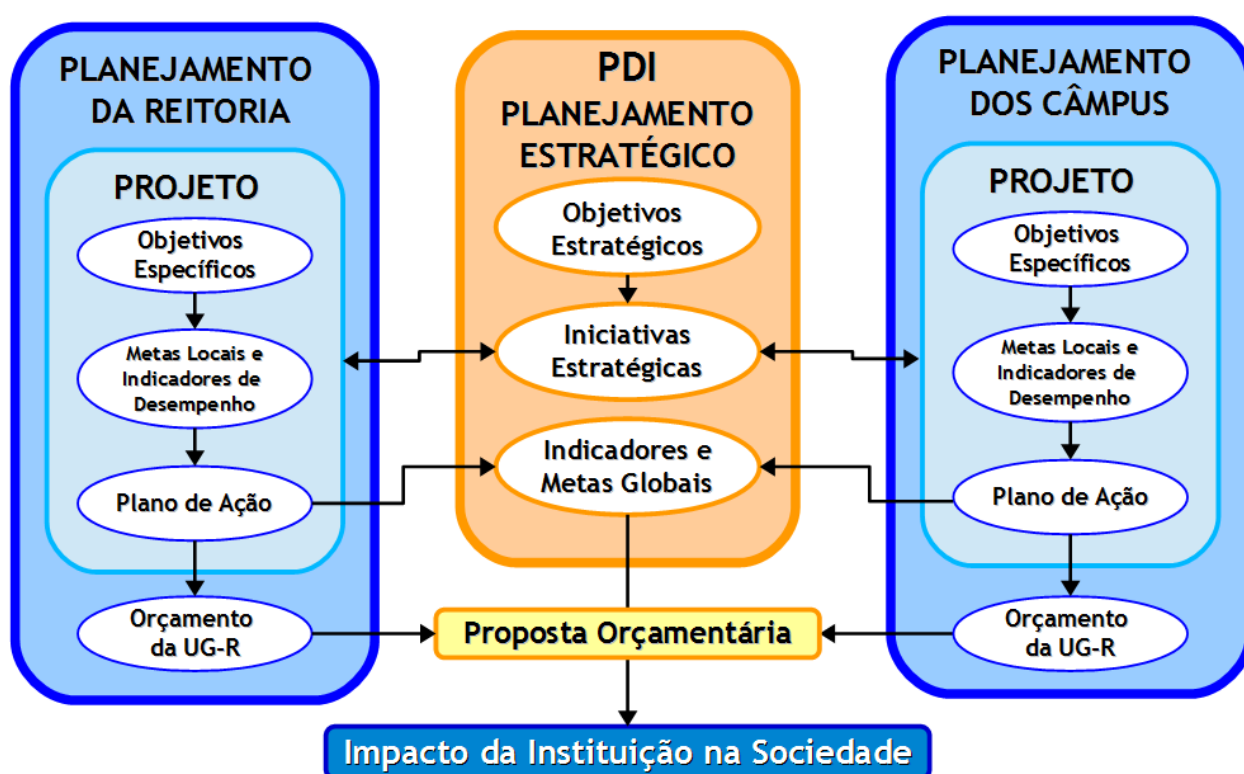 PLANEJAMENTO
DA REITORIA
PROJETO
Objetivos
Específicos
Metas Locais e
Indicadores de
Desempenho
Plano de Ação
Orçamento
da UG-R
PDI
PLANEJAMENTO
ESTRATÉGICO
Objetivos
Estratégicos
Iniciativas
Estratégicas
Indicadores e
Metas Globais
PLANEJAMENTO
DOS CÂMPUS
PROJETO
Objetivos
Específicos
Metas Locais e
Indicadores de
Desempenho
Plano de Ação
Orçamento
da UG-R
Proposta Orçamentária
Impacto da Instituição na Sociedade